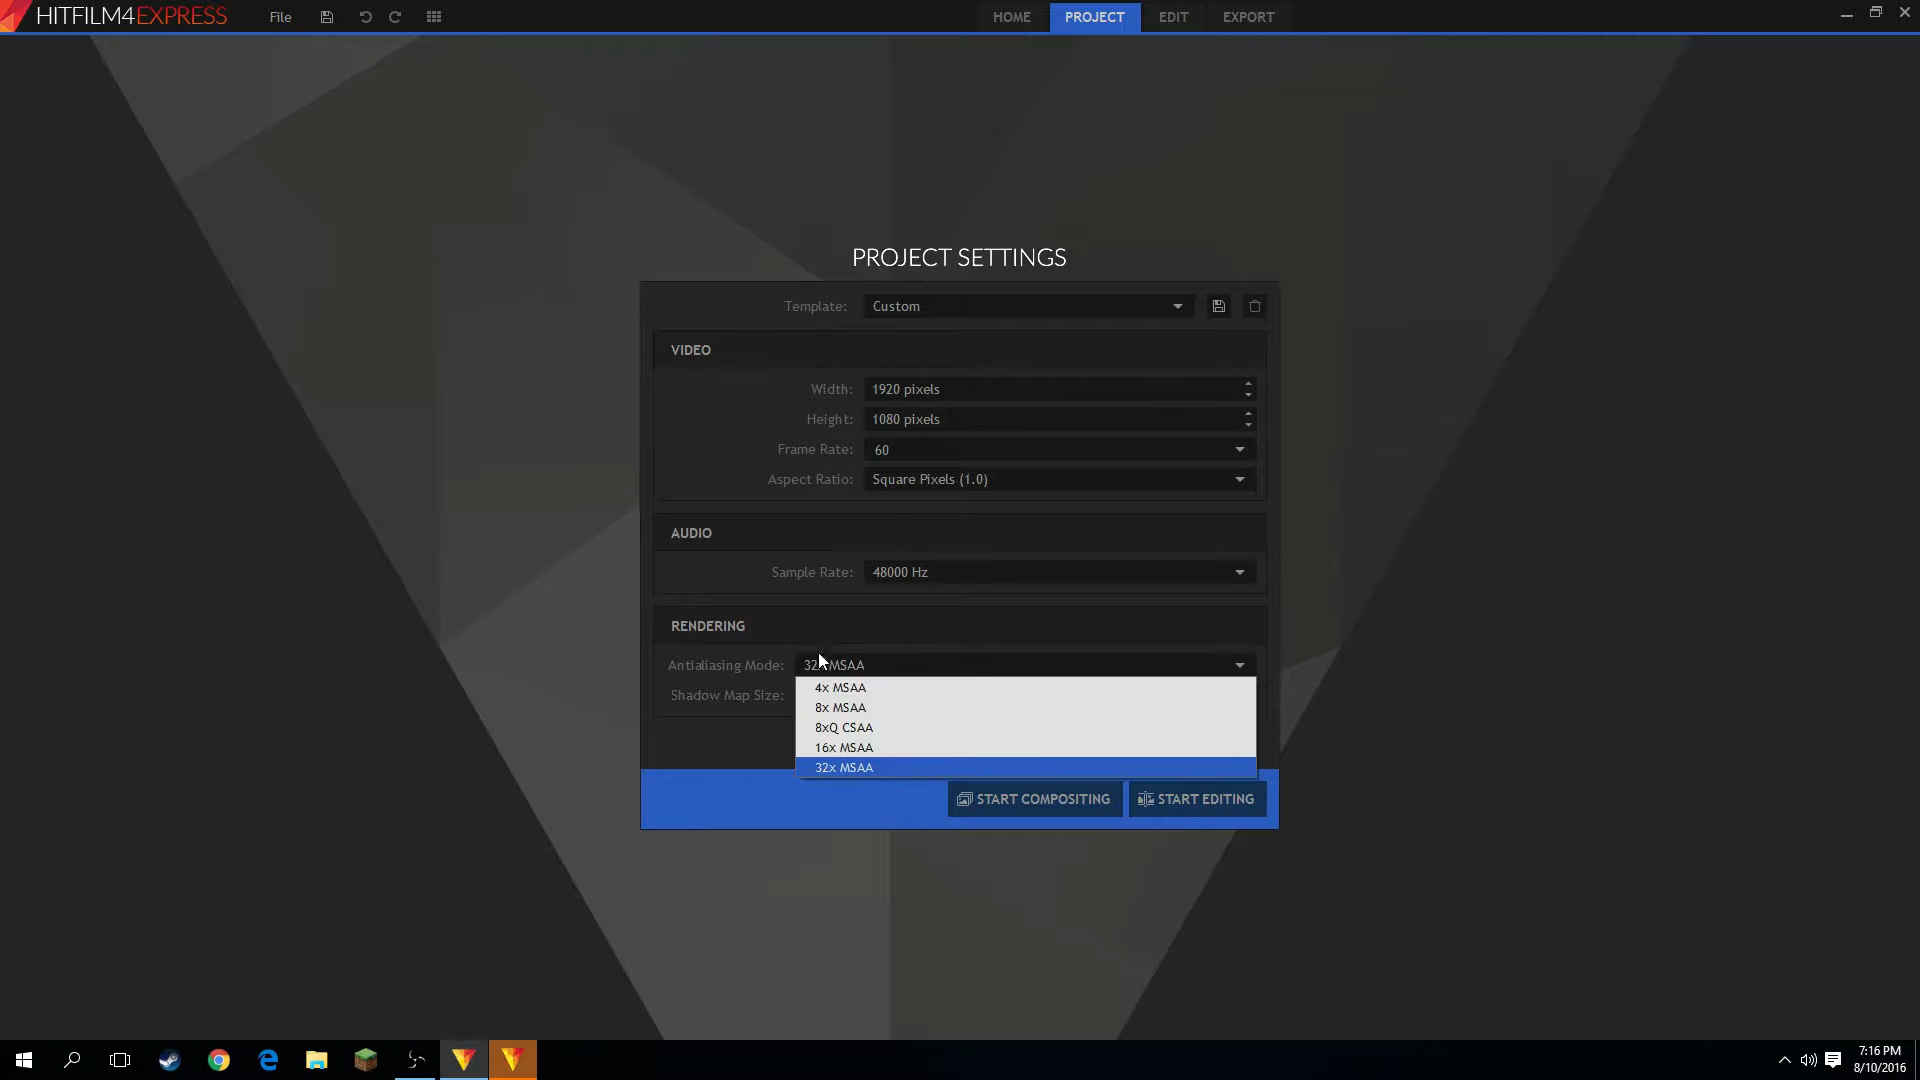 HITFILM4EXPRESS File HOME PROJECT EDIT EXPORT
PROJECT SETTINGS
Template: Custom
VIDEO
Width: 1920 pixels
Height: 1080 pixels
Frame Rate: 60
Aspect Ratio: Square Pixels (1.0)
AUDIO
Sample Rate: 48000 Hz
RENDERING
Antialiasing Mode: 32x MSAA
Shadow Map Size:
4x MSAA
8x MSAA
8xQ CSAA
16x MSAA
32x MSAA
START COMPOSITING START EDITING
7:16 PM
8/10/2016